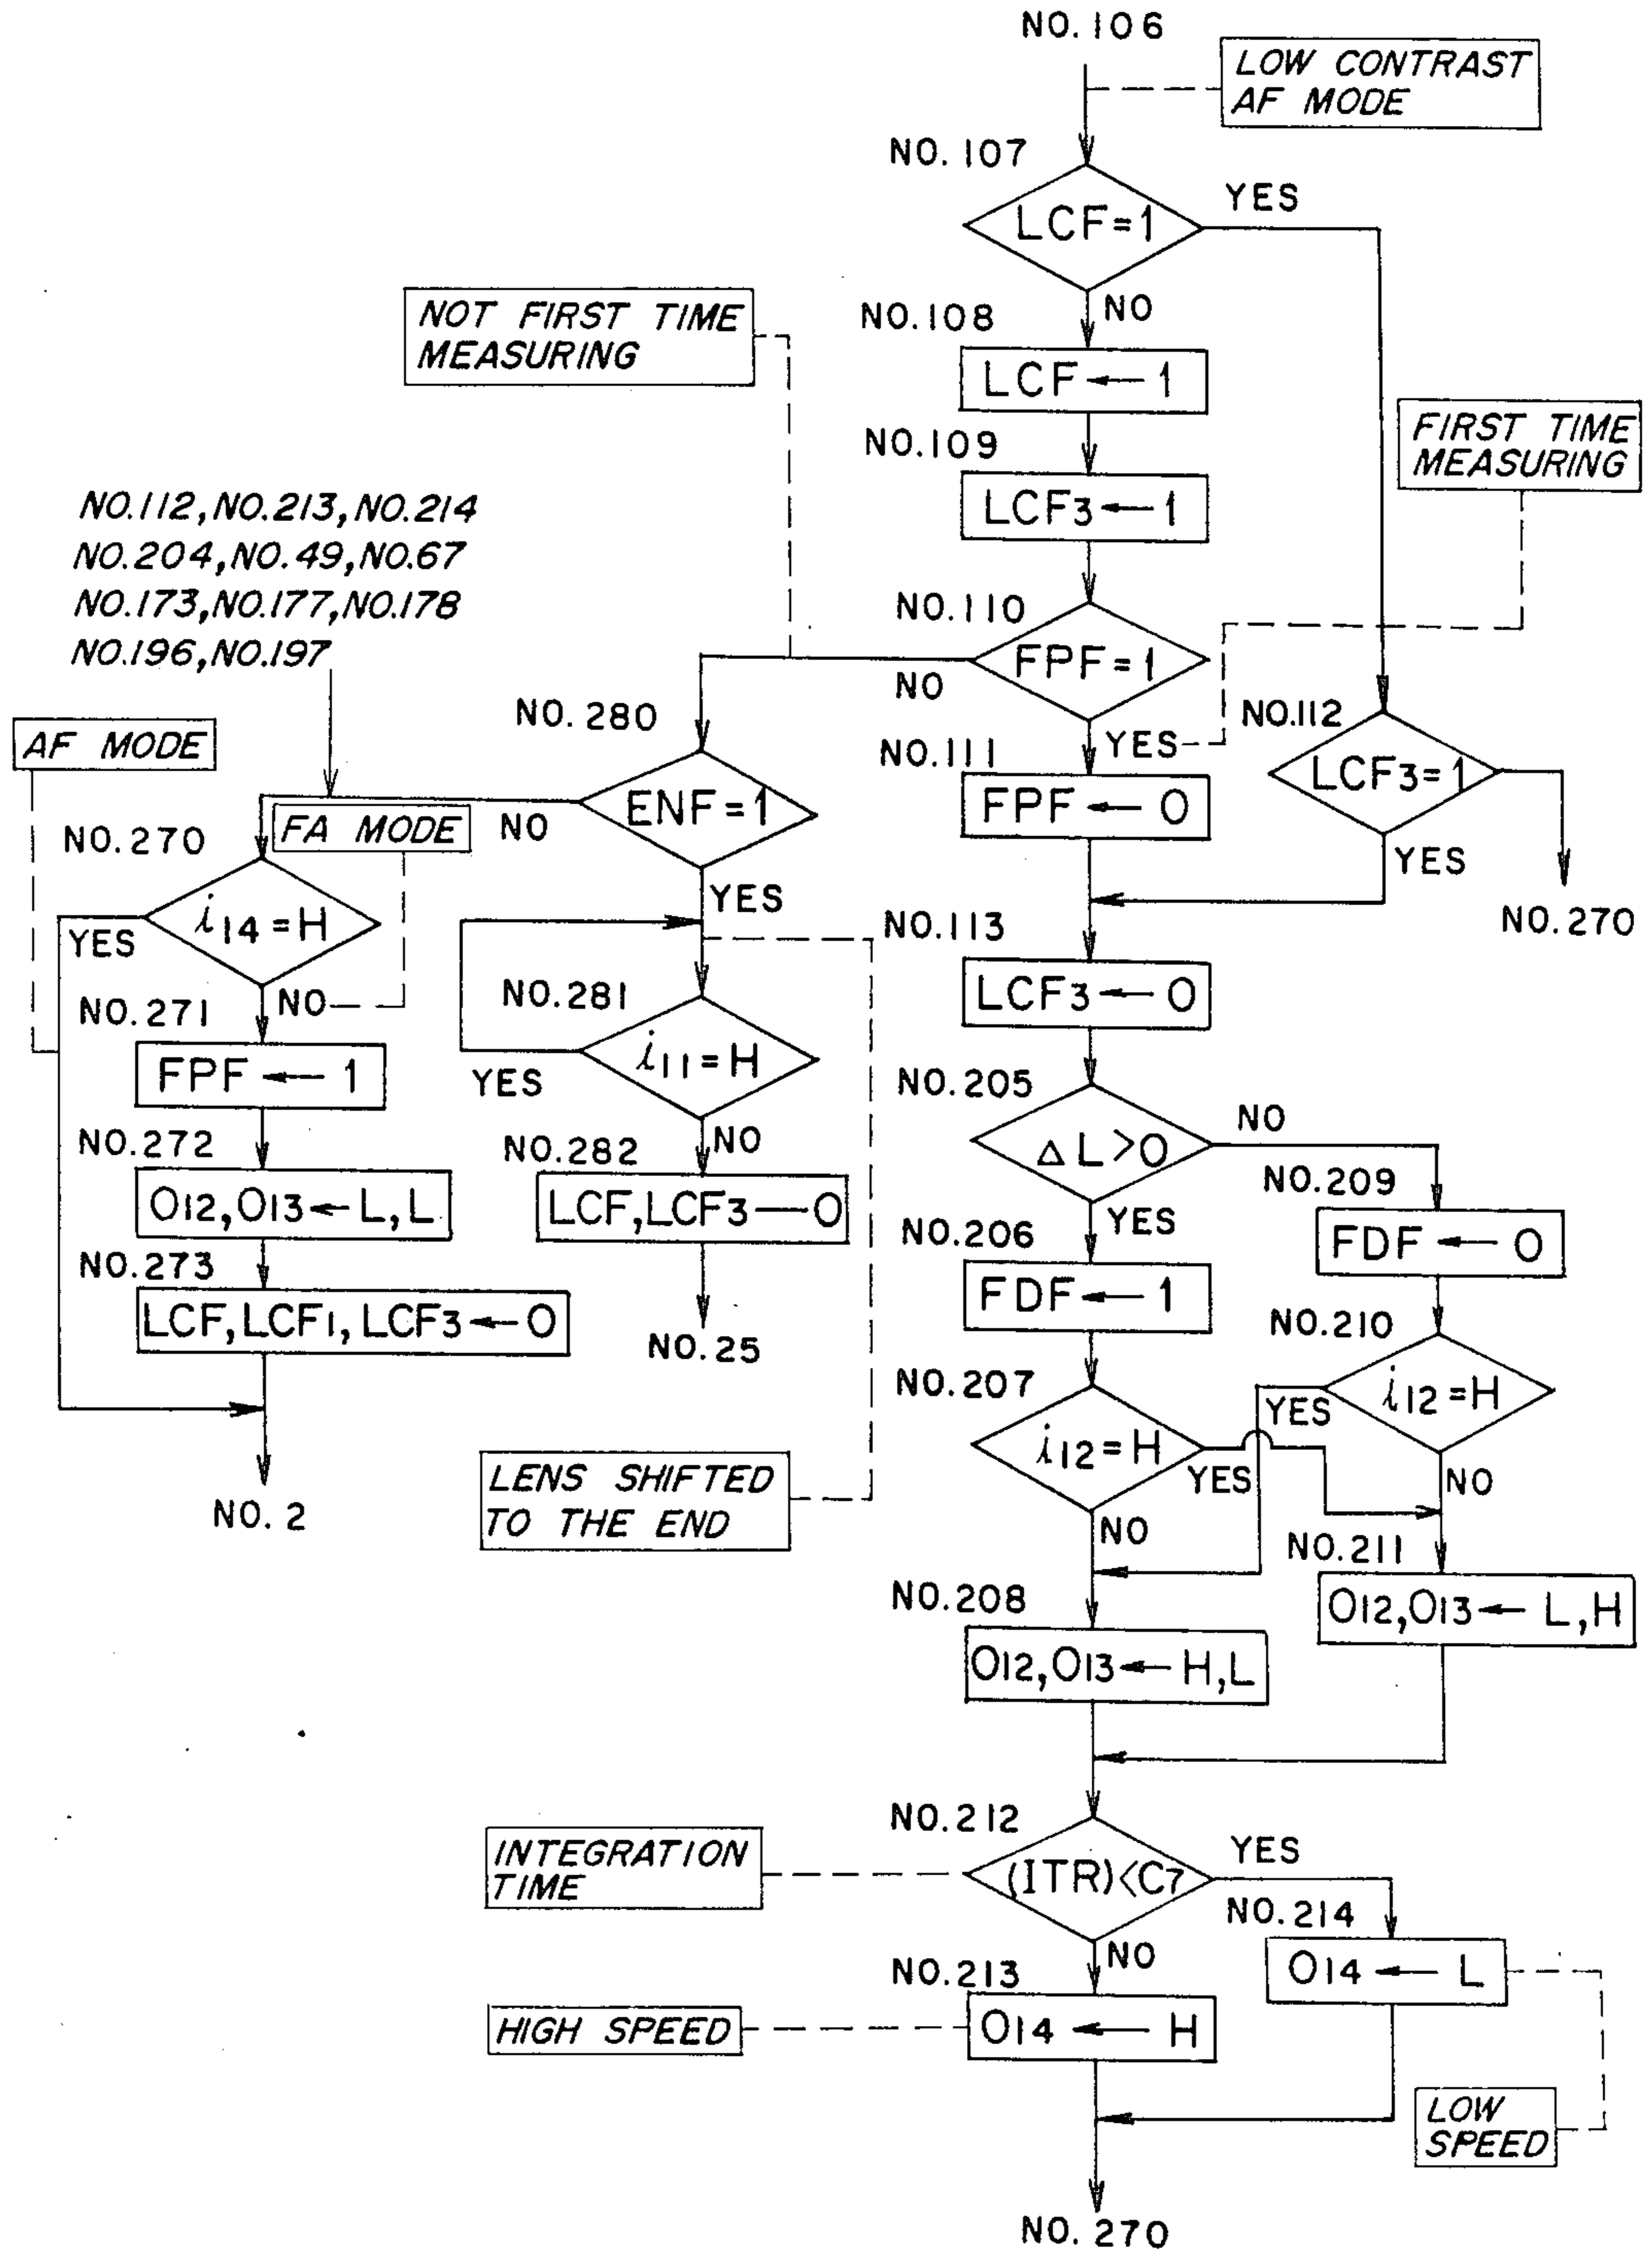 NO. 106
LOW CONTRAST
AF MODE
NO. 107
LCF=1
YES
NO
NO.108
LCF ← 1
NO.109
LCF3 ← 1
NOT FIRST TIME
MEASURING
FIRST TIME
MEASURING
NO.112, NO.213, NO.214
NO.204, NO.49, NO.67
NO.173, NO.177, NO.178
NO.196, NO.197
NO.110
FPF=1
NO
YES
NO.111
FPF ← 0
NO.112
LCF3=1
YES
NO.270
NO. 280
ENF=1
NO
YES
AF MODE
FA MODE
NO. 270
i14=H
YES
NO
NO.271
FPF ← 1
NO.272
O12,O13 ← L,L
NO.273
LCF,LCF1,LCF3 ← 0
NO. 2
NO.281
i11=H
YES
NO
NO.282
LCF,LCF3 — 0
NO.25
LENS SHIFTED
TO THE END
NO.113
LCF3 ← 0
NO.205
ΔL>0
NO
YES
NO.206
FDF ← 1
NO.209
FDF ← 0
NO.207
i12=H
YES
NO
NO.210
i12=H
YES
NO
NO.208
O12,O13 ← H,L
NO.211
O12,O13 ← L,H
NO.212
(ITR)<C7
YES
NO
INTEGRATION
TIME
NO.213
O14 ← H
HIGH SPEED
NO.214
O14 ← L
LOW
SPEED
NO. 270